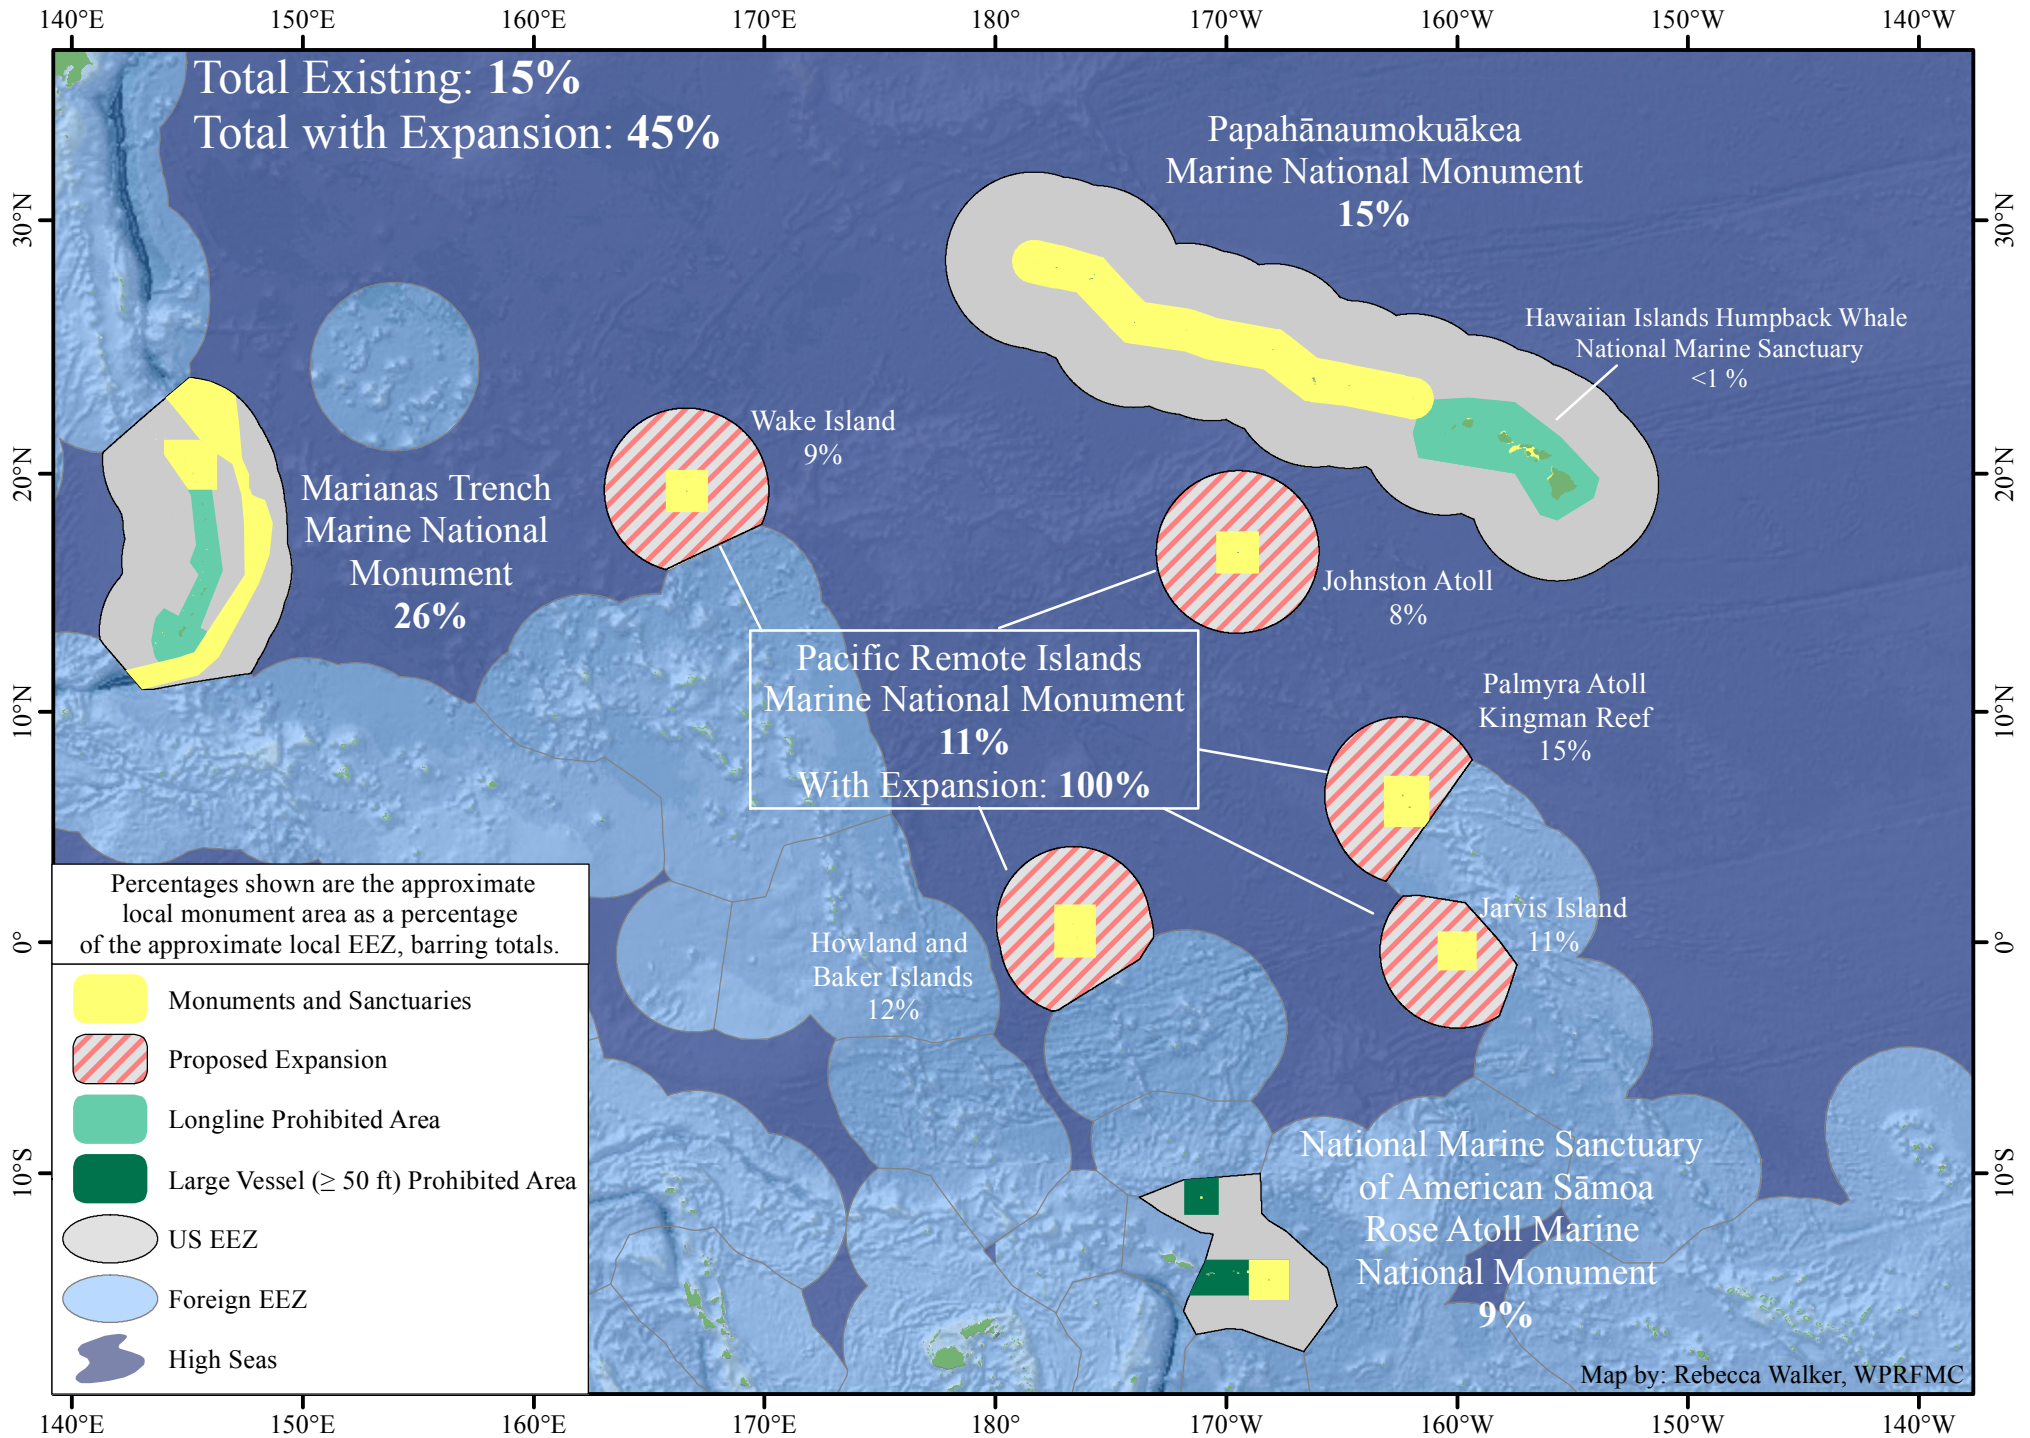 140°E 150°E 160°E 170°E 180° 170°W 160°W 150°W 140°W
Total Existing: 15%
Total with Expansion: 45%
Papahānaumokuākea
Marine National Monument
15%
30°N
30°N
Hawaiian Islands Humpback Whale
National Marine Sanctuary
<1 %
Wake Island
9%
20°N
20°N
Marianas Trench
Marine National
Monument
26%
Johnston Atoll
8%
Pacific Remote Islands
Marine National Monument
11%
With Expansion: 100%
Palmyra Atoll
Kingman Reef
15%
10°N
10°N
Jarvis Island
11%
Howland and
Baker Islands
12%
0°
0°
Percentages shown are the approximate
local monument area as a percentage
of the approximate local EEZ, barring totals.
Monuments and Sanctuaries
Proposed Expansion
Longline Prohibited Area
Large Vessel (≥ 50 ft) Prohibited Area
US EEZ
Foreign EEZ
High Seas
10°S
10°S
National Marine Sanctuary
of American Sāmoa
Rose Atoll Marine
National Monument
9%
Map by: Rebecca Walker, WPRFMC
140°E 150°E 160°E 170°E 180° 170°W 160°W 150°W 140°W